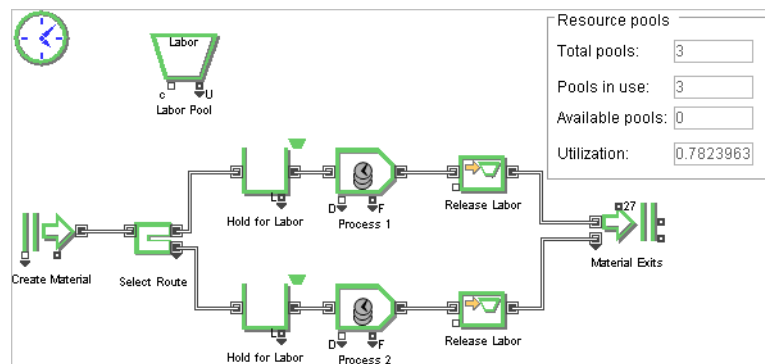 Resource pools
Labor
Total pools: 3
c U
Labor Pool
Pools in use: 3
Available pools: 0
Utilization: 0.7823963
L
D F
Hold for Labor
Process 1
Release Labor
27
Create Material
Select Route
Material Exits
L
D F
Hold for Labor
Process 2
Release Labor